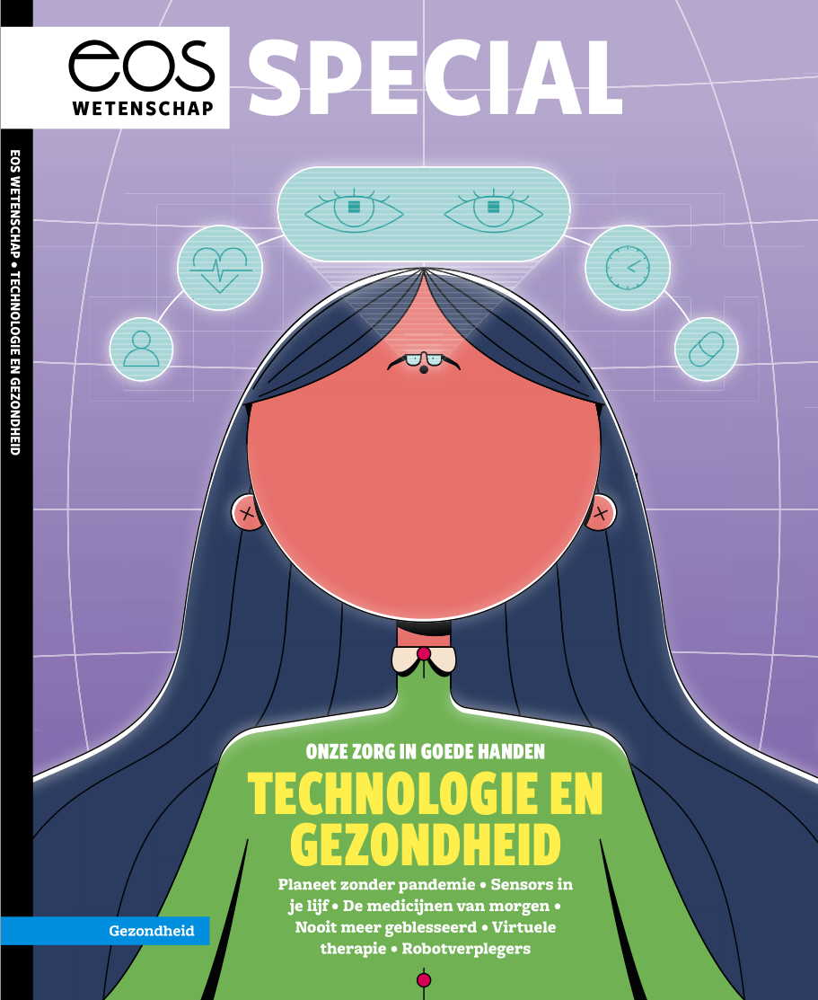 eos
WETENSCHAP
SPECIAL
EOS WETENSCHAP • TECHNOLOGIE EN GEZONDHEID
ONZE ZORG IN GOEDE HANDEN
TECHNOLOGIE EN
GEZONDHEID
Planeet zonder pandemie • Sensors in
je lijf • De medicijnen van morgen •
Nooit meer geblesseerd • Virtuele
therapie • Robotverplegers
Gezondheid